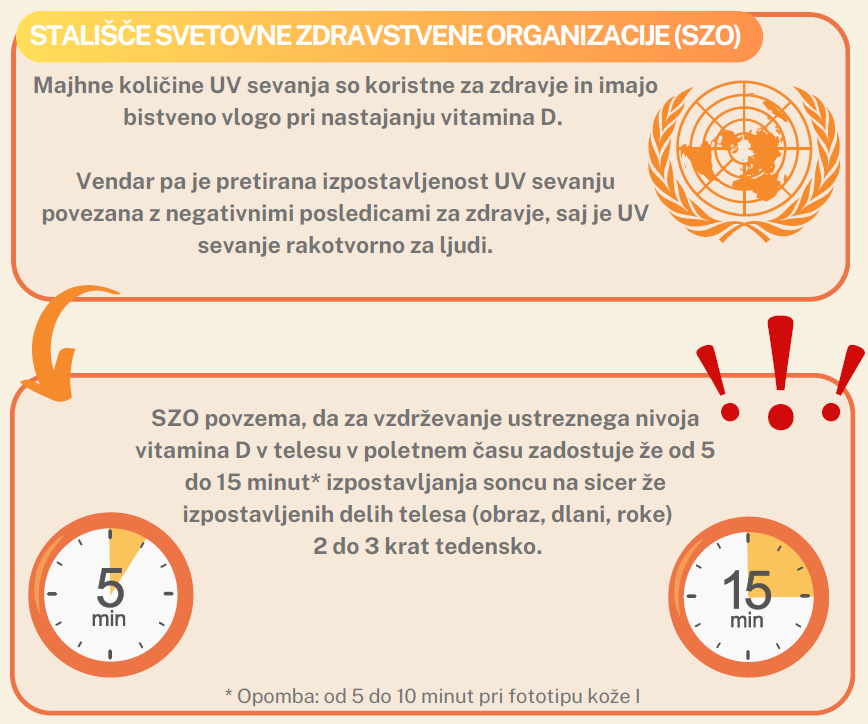 STALIŠČE SVETOVNE ZDRAVSTVENE ORGANIZACIJE (SZO)
Majhne količine UV sevanja so koristne za zdravje in imajo
bistveno vlogo pri nastajanju vitamina D.
Vendar pa je pretirana izpostavljenost UV sevanju
povezana z negativnimi posledicami za zdravje, saj je UV
sevanje rakotvorno za ljudi.
SZO povzema, da za vzdrževanje ustreznega nivoja
vitamina D v telesu v poletnem času zadostuje že od 5
do 15 minut* izpostavljanja soncu na sicer že
izpostavljenih delih telesa (obraz, dlani, roke)
2 do 3 krat tedensko.
5
min
15
min
* Opomba: od 5 do 10 minut pri fototipu kože I